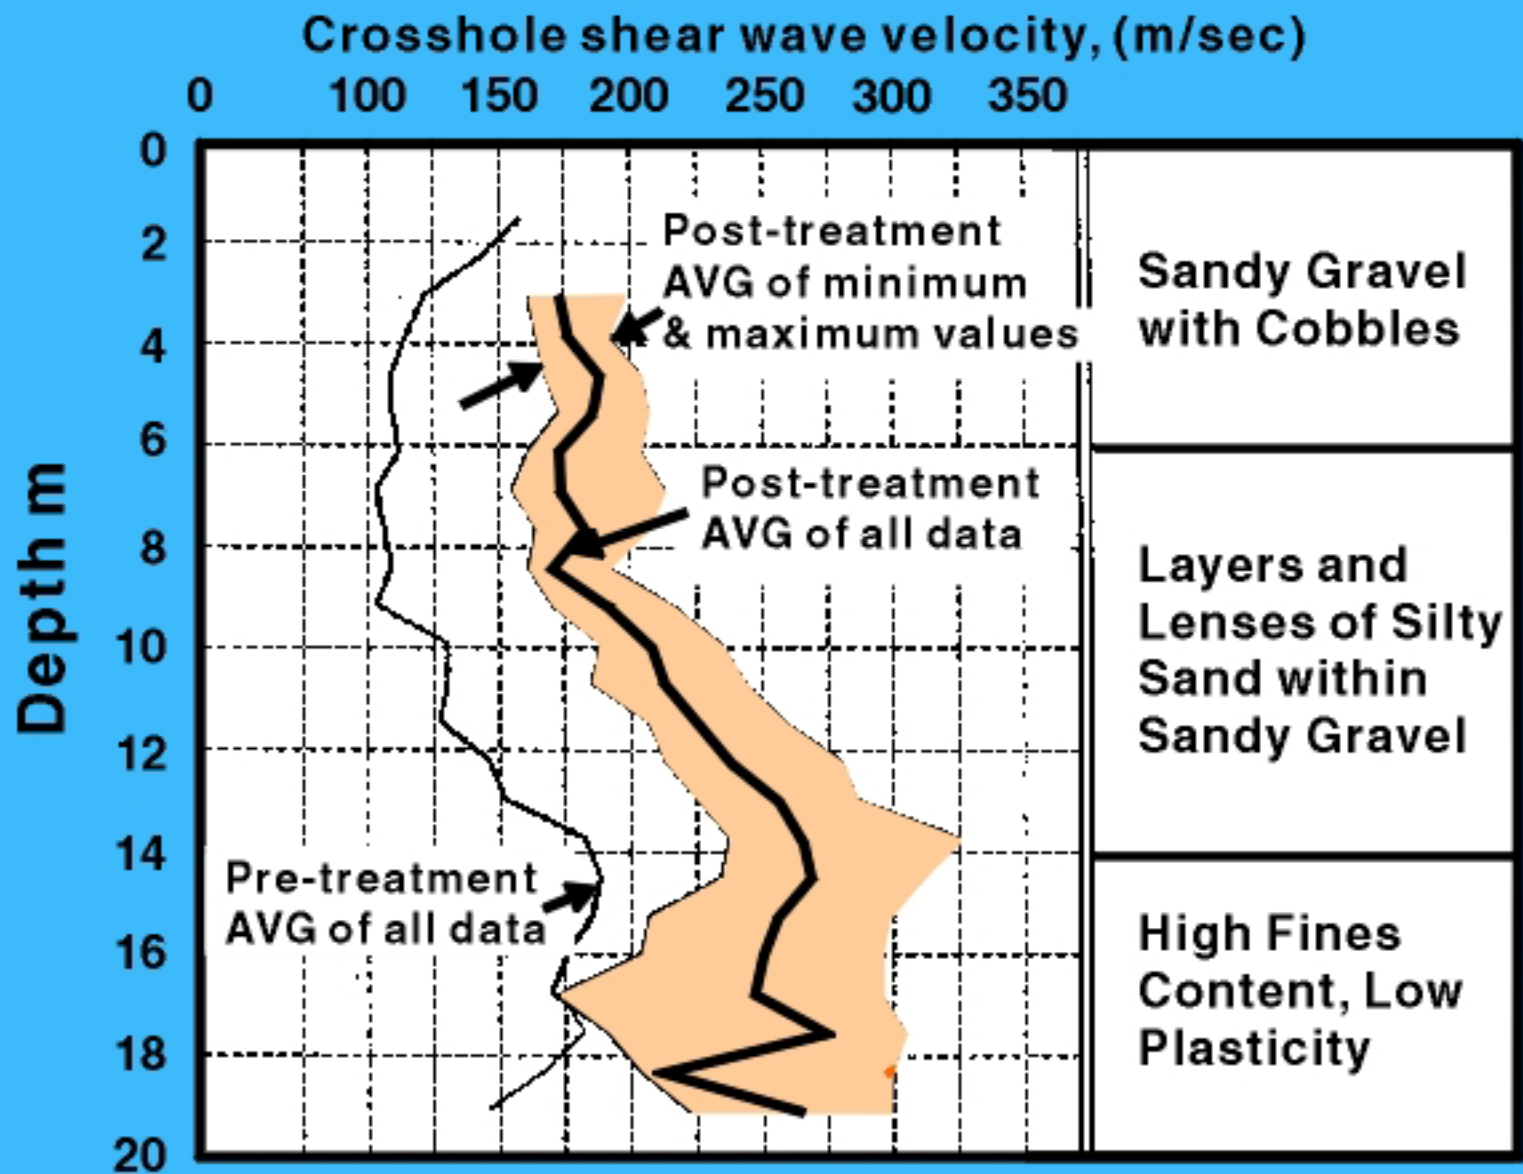 Crosshole shear wave velocity, (m/sec)
0 100 150 200 250 300 350
Depth m
0
2
4
6
8
10
12
14
16
18
20
Post-treatment
AVG of minimum
& maximum values
Post-treatment
AVG of all data
Pre-treatment
AVG of all data
Sandy Gravel
with Cobbles
Layers and
Lenses of Silty
Sand within
Sandy Gravel
High Fines
Content, Low
Plasticity